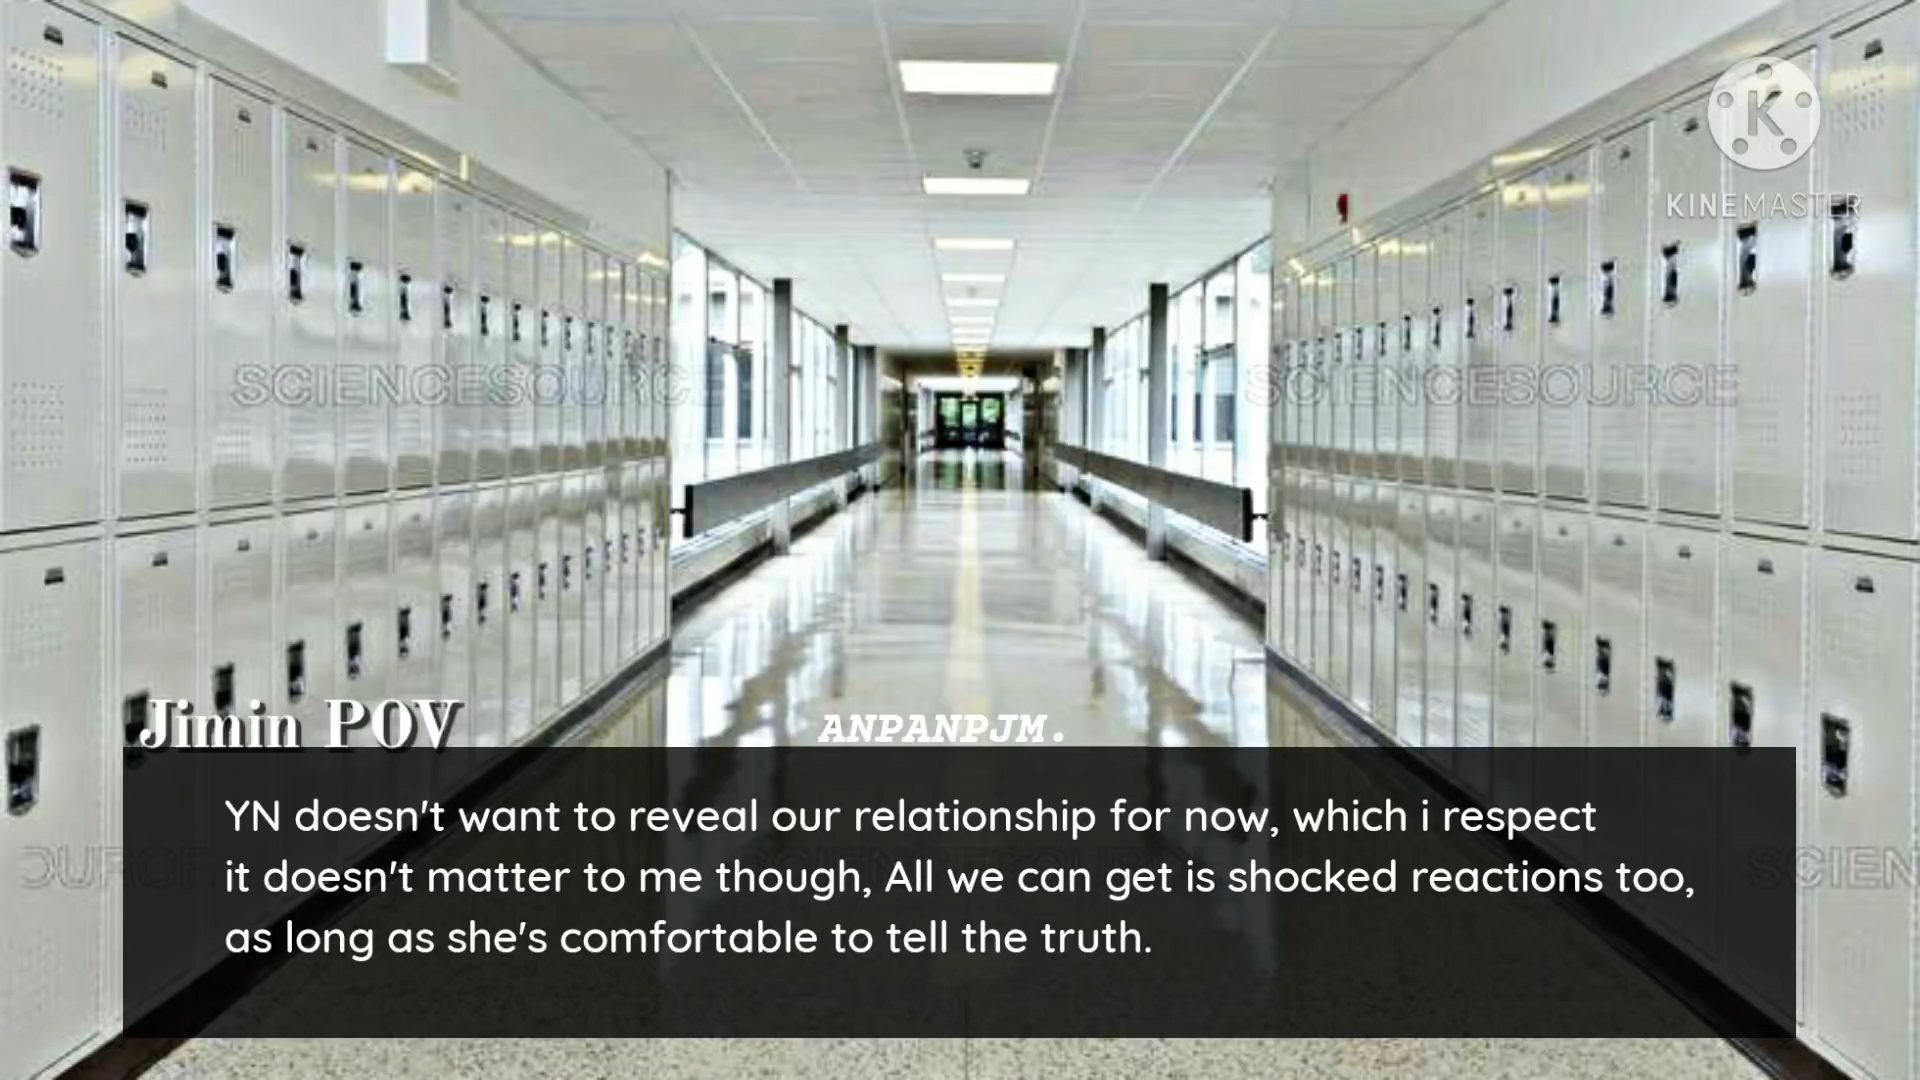 KINEMASTER
SCIENCESOURCE SCIENCESOURCE
Jimin POV
ANPANPJM.
YN doesn't want to reveal our relationship for now, which i respect
it doesn't matter to me though, All we can get is shocked reactions too,
as long as she's comfortable to tell the truth.
OURCE SCIEN